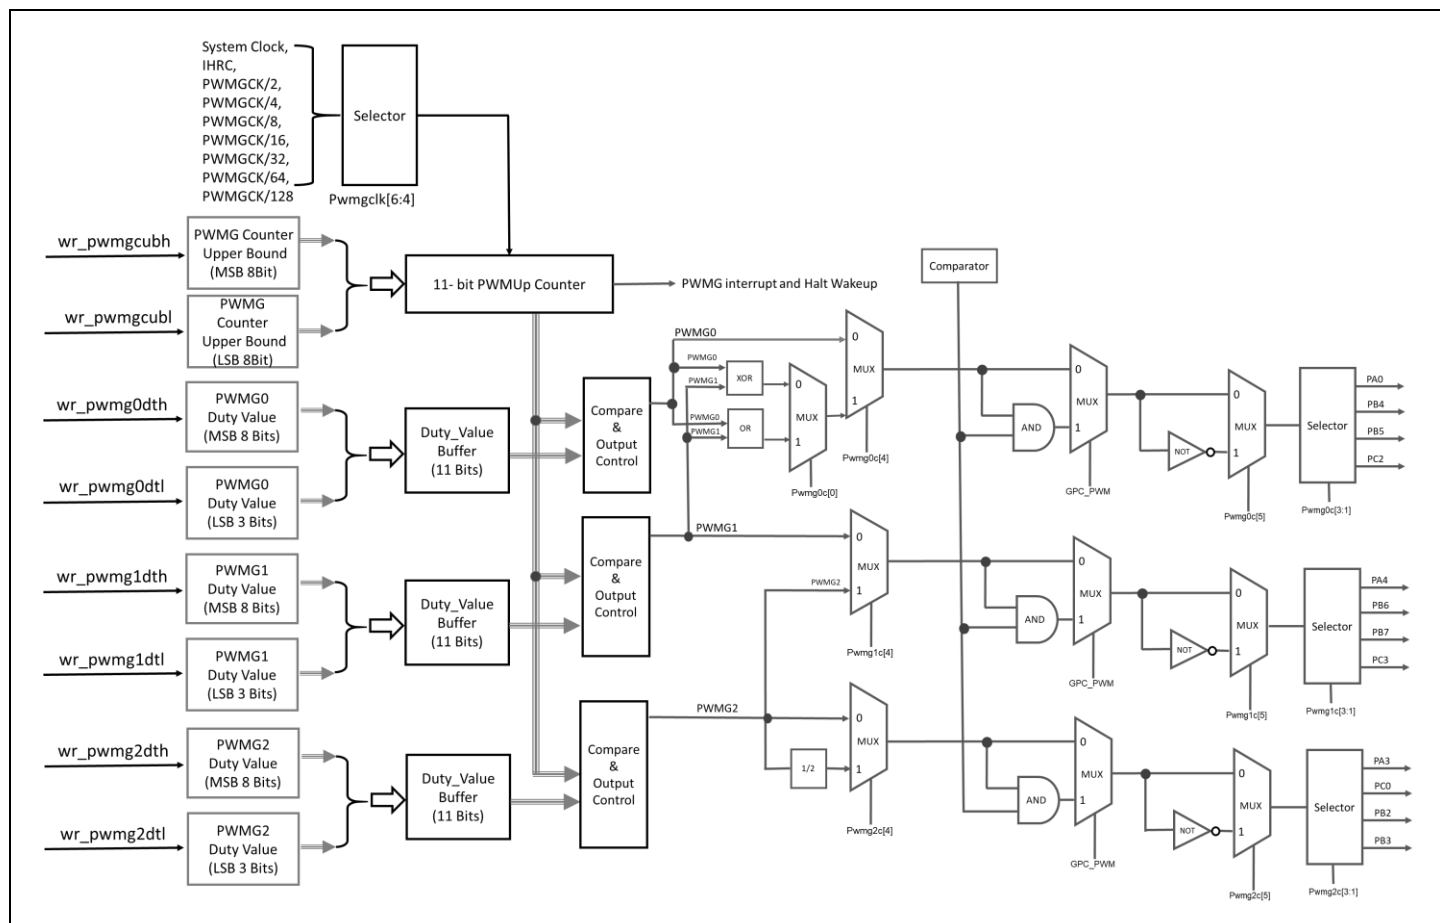 System Clock,
IHRC,
PWMGCK/2,
PWMGCK/4,
PWMGCK/8,
PWMGCK/16,
PWMGCK/32,
PWMGCK/64,
PWMGCK/128
Selector
Pwmgclk[6:4]
wr_pwmgcubh
PWMG Counter
Upper Bound
(MSB 8Bit)
wr_pwmgcubl
PWMG
Counter
Upper Bound
(LSB 8Bit)
11- bit PWMUp Counter
PWMG interrupt and Halt Wakeup
Comparator
wr_pwmg0dth
PWMG0
Duty Value
(MSB 8 Bits)
wr_pwmg0dtl
PWMG0
Duty Value
(LSB 3 Bits)
Duty_Value
Buffer
(11 Bits)
Compare
&
Output
Control
PWMG0
PWMG0
PWMG1
XOR
PWMG0
PWMG1
OR
0
MUX
1
Pwmg0c[0]
0
MUX
1
Pwmg0c[4]
AND
0
MUX
1
GPC_PWM
NOT
0
MUX
1
Pwmg0c[5]
Selector
Pwmg0c[3:1]
PA0
PB4
PB5
PC2
wr_pwmg1dth
PWMG1
Duty Value
(MSB 8 Bits)
wr_pwmg1dtl
PWMG1
Duty Value
(LSB 3 Bits)
Duty_Value
Buffer
(11 Bits)
Compare
&
Output
Control
PWMG1
PWMG2
0
MUX
1
Pwmg1c[4]
AND
0
MUX
1
GPC_PWM
NOT
0
MUX
1
Pwmg1c[5]
Selector
Pwmg1c[3:1]
PA4
PB6
PB7
PC3
wr_pwmg2dth
PWMG2
Duty Value
(MSB 8 Bits)
wr_pwmg2dtl
PWMG2
Duty Value
(LSB 3 Bits)
Duty_Value
Buffer
(11 Bits)
Compare
&
Output
Control
PWMG2
1/2
0
MUX
1
Pwmg2c[4]
AND
0
MUX
1
GPC_PWM
NOT
0
MUX
1
Pwmg2c[5]
Selector
Pwmg2c[3:1]
PA3
PC0
PB2
PB3